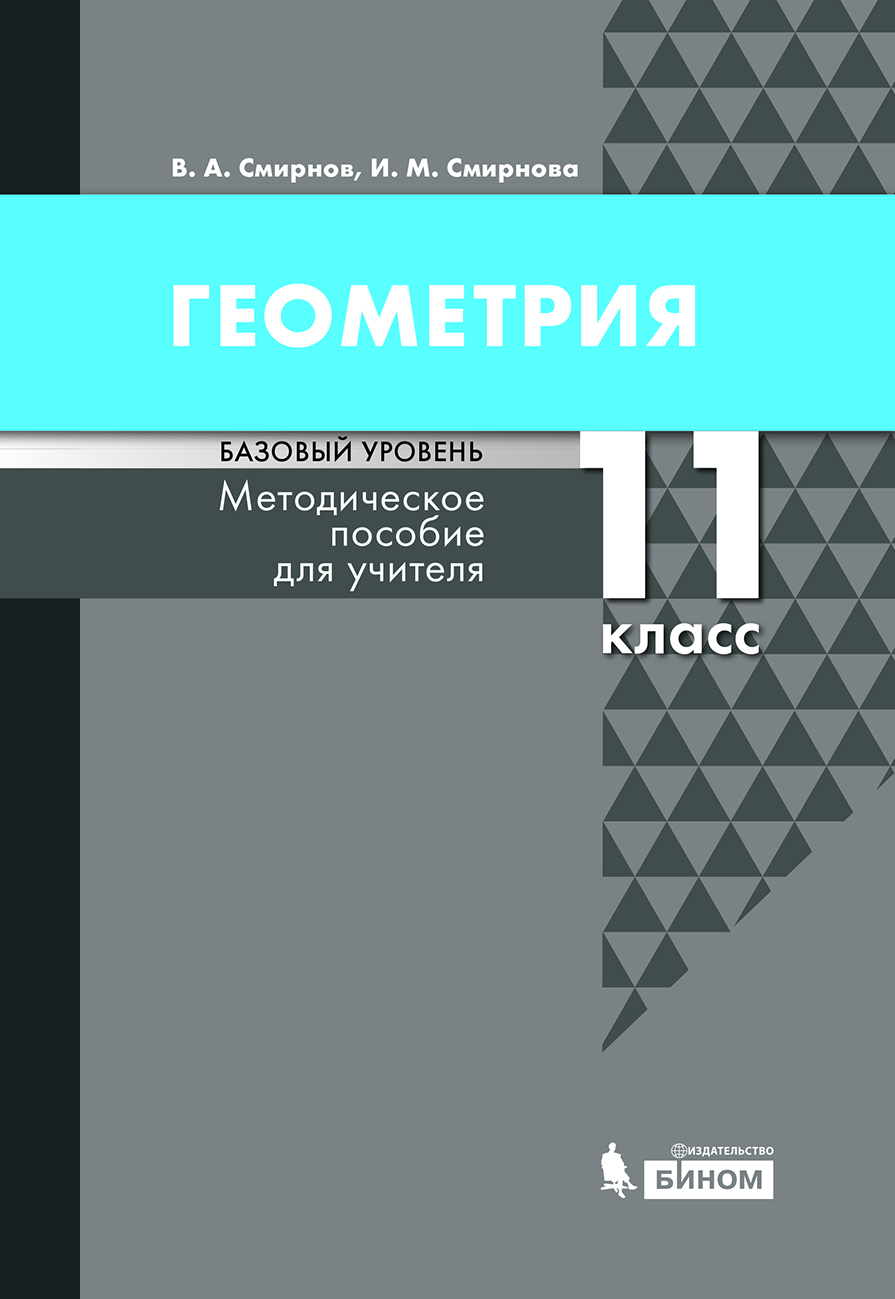 В. А. Смирнов, И. М. Смирнова
ГЕОМЕТРИЯ
БАЗОВЫЙ УРОВЕНЬ
Методическое
пособие
для учителя
11
класс
ИЗДАТЕЛЬСТВО
БИНОМ